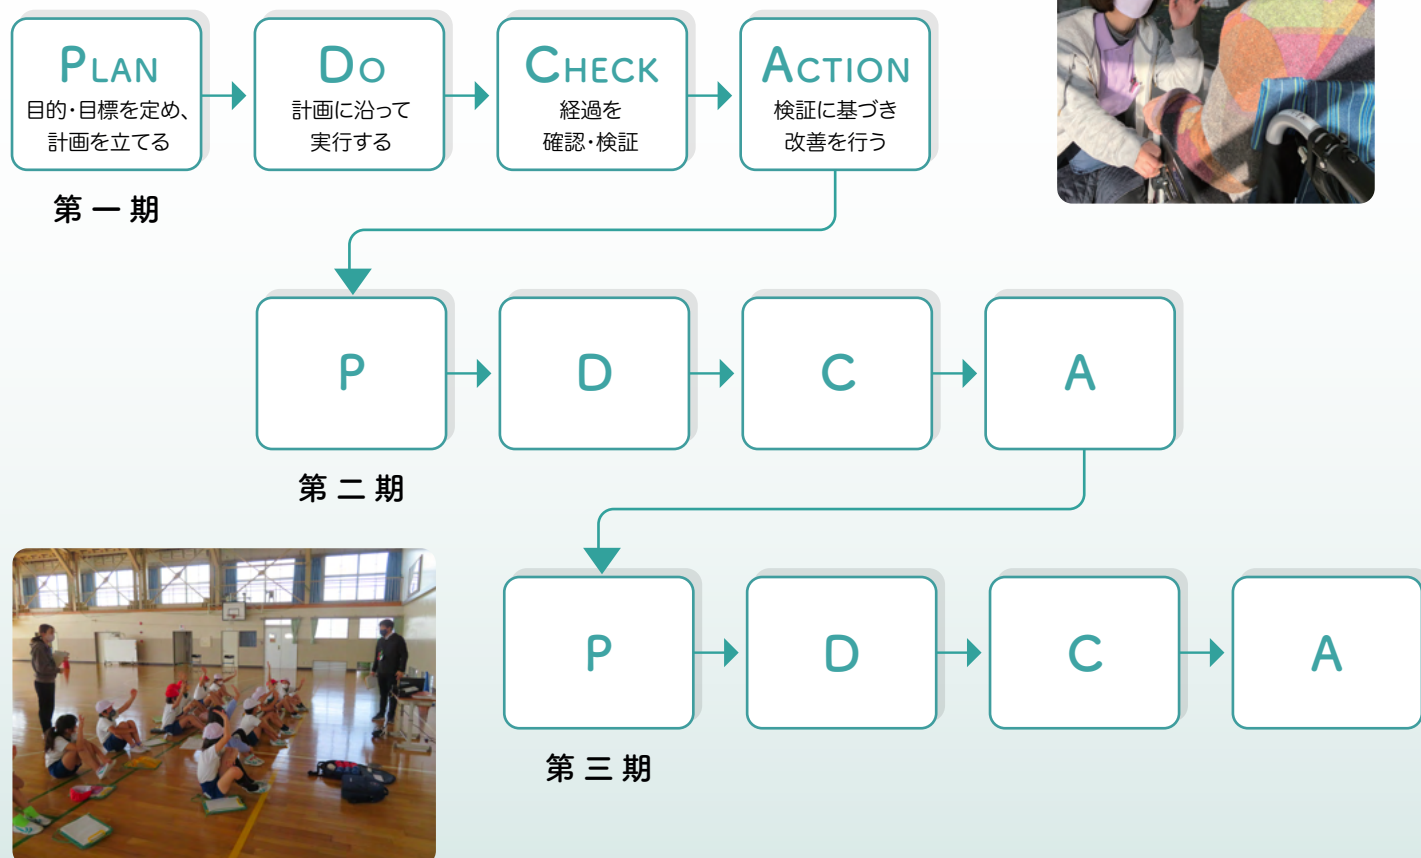 PLAN
目的・目標を定め、
計画を立てる
DO
計画に沿って
実行する
CHECK
経過を
確認・検証
ACTION
検証に基づき
改善を行う
第一期
P
D
C
A
第二期
P
D
C
A
第三期